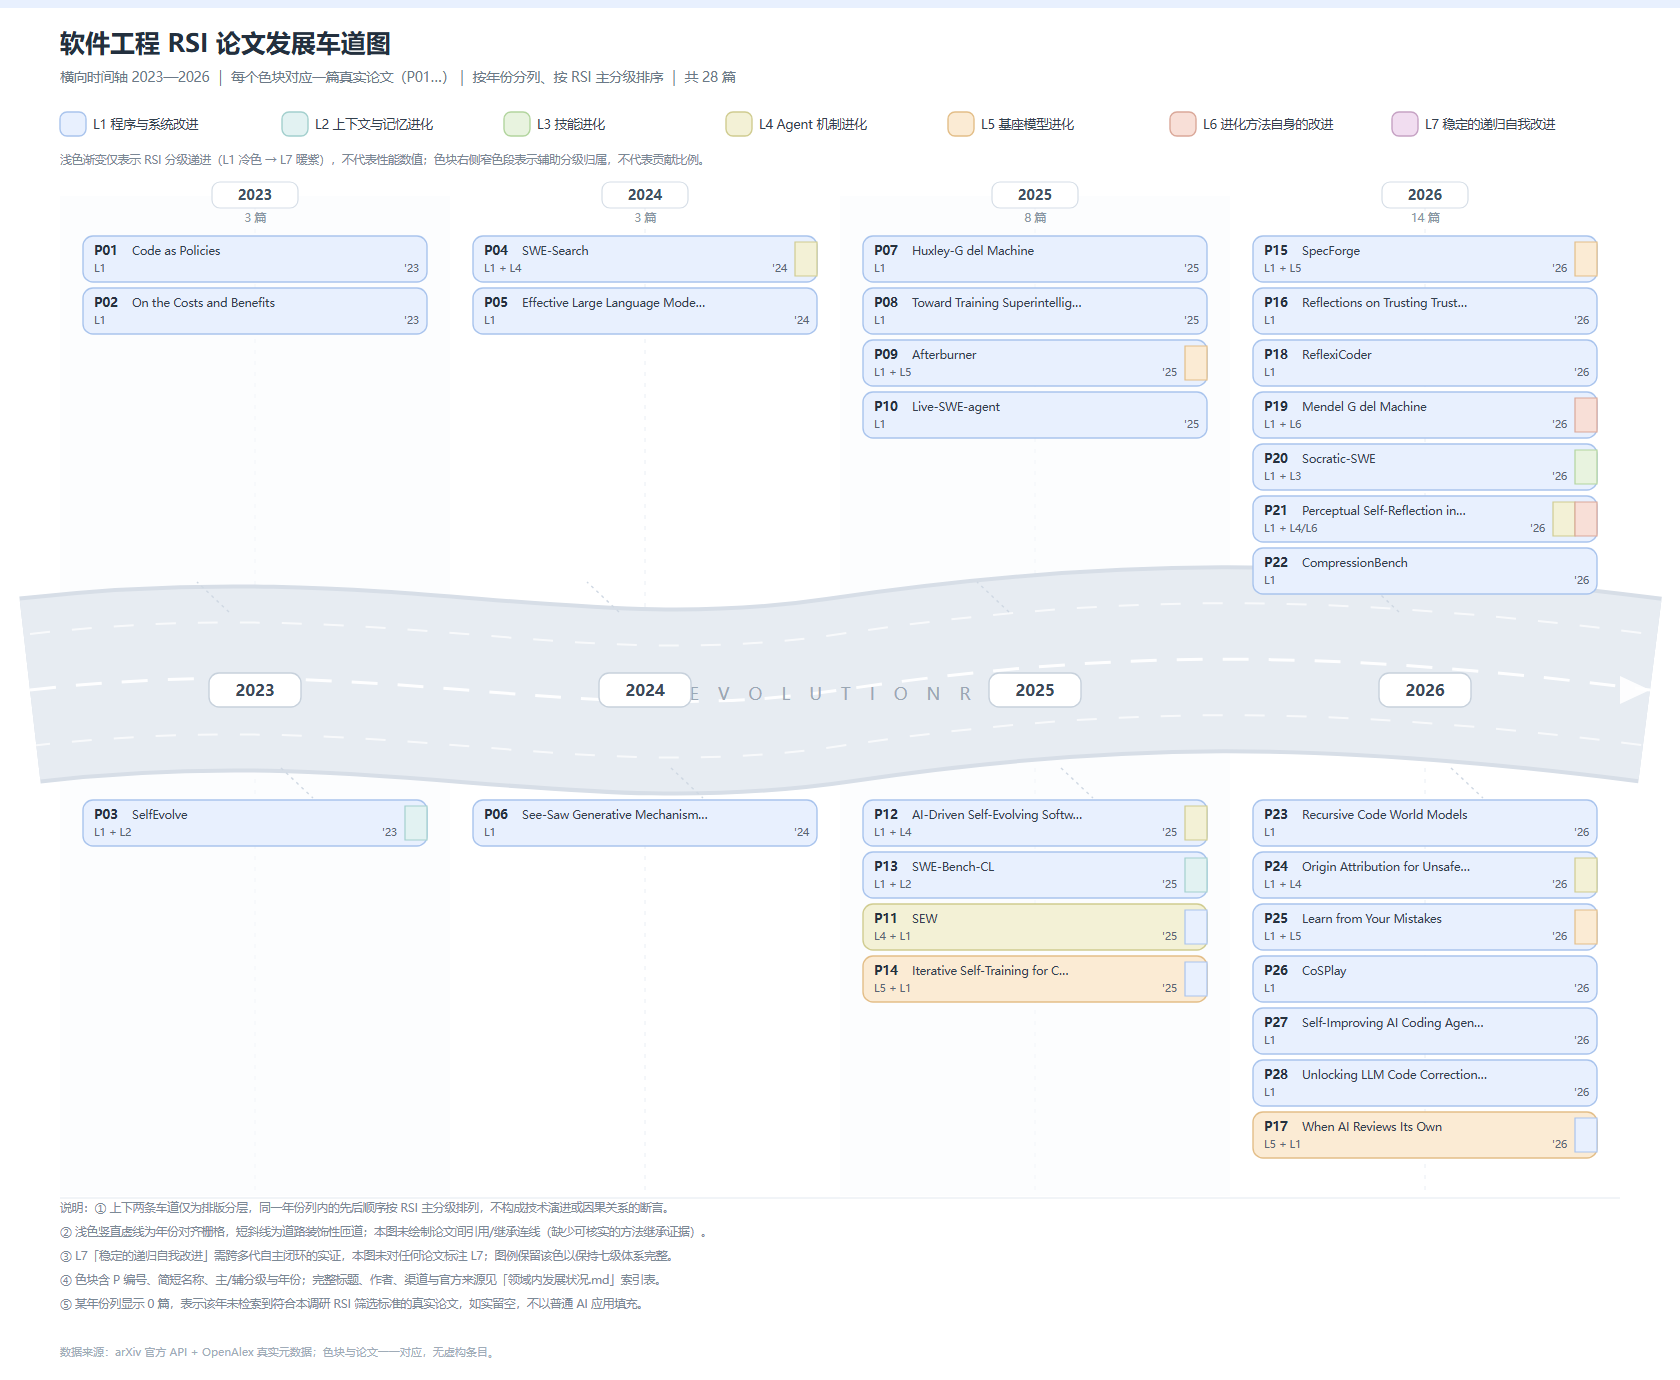 软件工程 RSI 论文发展车道图
横向时间轴 2023—2026 │ 每个色块对应一篇真实论文（P01…） │ 按年份分列、按 RSI 主分级排序 │ 共 28 篇
L1 程序与系统改进
L2 上下文与记忆进化
L3 技能进化
L4 Agent 机制进化
L5 基座模型进化
L6 进化方法自身的改进
L7 稳定的递归自我改进
浅色渐变仅表示 RSI 分级递进（L1 冷色 → L7 暖紫），不代表性能数值；色块右侧窄色段表示辅助分级归属，不代表贡献比例。
2023
3 篇
P01 Code as Policies
L1 '23
P02 On the Costs and Benefits
L1 '23
2024
3 篇
P04 SWE-Search
L1 + L4 '24
P05 Effective Large Language Mode...
L1 '24
2025
8 篇
P07 Huxley-G del Machine
L1 '25
P08 Toward Training Superintellig...
L1 '25
P09 Afterburner
L1 + L5 '25
P10 Live-SWE-agent
L1 '25
2026
14 篇
P15 SpecForge
L1 + L5 '26
P16 Reflections on Trusting Trust...
L1 '26
P18 ReflexiCoder
L1 '26
P19 Mendel G del Machine
L1 + L6 '26
P20 Socratic-SWE
L1 + L3 '26
P21 Perceptual Self-Reflection in...
L1 + L4/L6 '26
P22 CompressionBench
L1 '26
2023
2024
E V O L U T I O N R
2025
2026
P03 SelfEvolve
L1 + L2 '23
P06 See-Saw Generative Mechanism...
L1 '24
P12 AI-Driven Self-Evolving Softw...
L1 + L4 '25
P13 SWE-Bench-CL
L1 + L2 '25
P11 SEW
L4 + L1 '25
P14 Iterative Self-Training for C...
L5 + L1 '25
P23 Recursive Code World Models
L1 '26
P24 Origin Attribution for Unsafe...
L1 + L4 '26
P25 Learn from Your Mistakes
L1 + L5 '26
P26 CoSPlay
L1 '26
P27 Self-Improving AI Coding Agen...
L1 '26
P28 Unlocking LLM Code Correction...
L1 '26
P17 When AI Reviews Its Own
L5 + L1 '26
说明：① 上下两条车道仅为排版分层，同一年份列内的先后顺序按 RSI 主分级排列，不构成技术演进或因果关系的断言。
② 浅色竖直虚线为年份对齐栅格，短斜线为道路装饰性匝道；本图未绘制论文间引用/继承连线（缺少可核实的方法继承证据）。
③ L7「稳定的递归自我改进」需跨多代自主闭环的实证，本图未对任何论文标注 L7；图例保留该色以保持七级体系完整。
④ 色块含 P 编号、简短名称、主/辅分级与年份；完整标题、作者、渠道与官方来源见「领域内发展状况.md」索引表。
⑤ 某年份列显示 0 篇，表示该年未检索到符合本调研 RSI 筛选标准的真实论文，如实留空，不以普通 AI 应用填充。
数据来源：arXiv 官方 API + OpenAlex 真实元数据；色块与论文一一对应，无虚构条目。